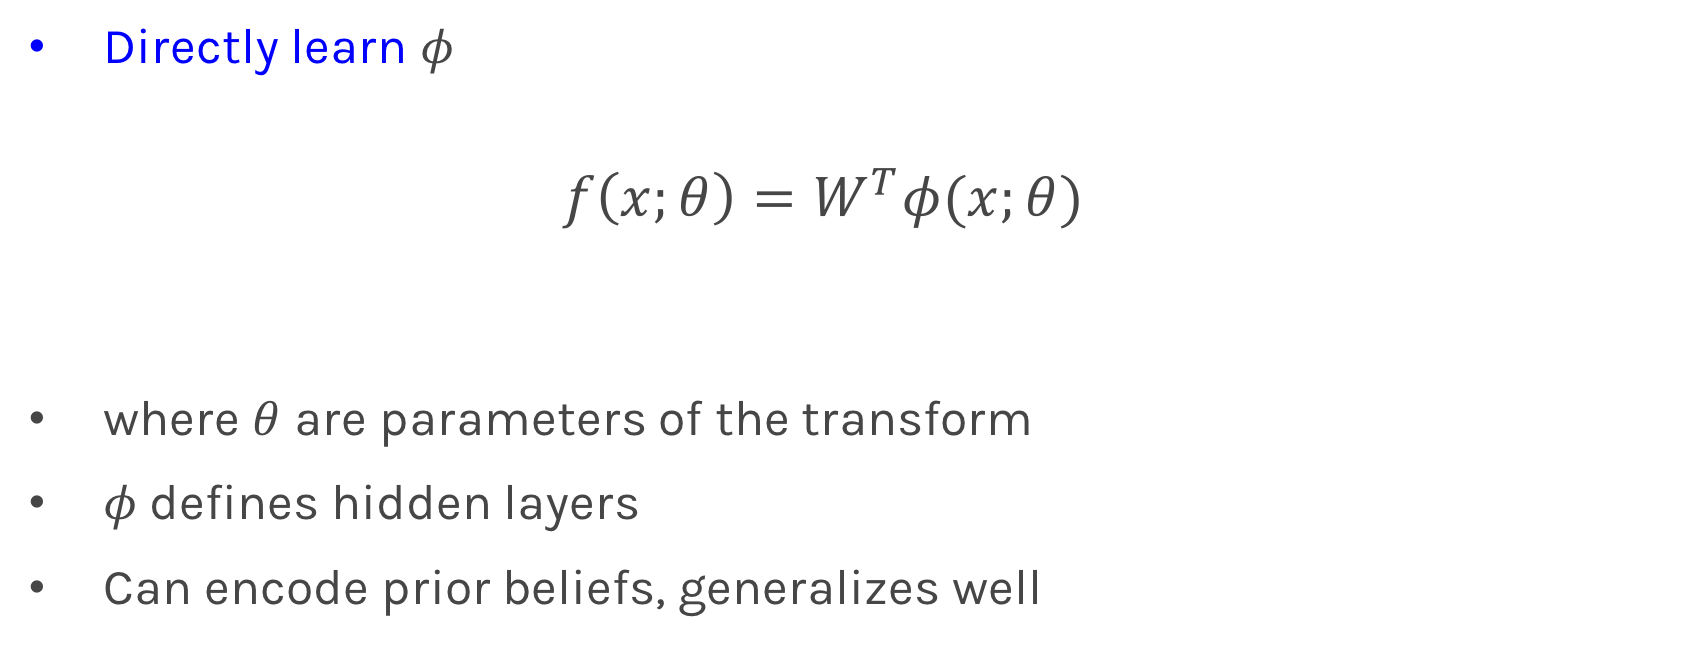 • Directly learn ϕ
f(x; θ) = W^T ϕ(x; θ)
• where θ are parameters of the transform
• ϕ defines hidden layers
• Can encode prior beliefs, generalizes well